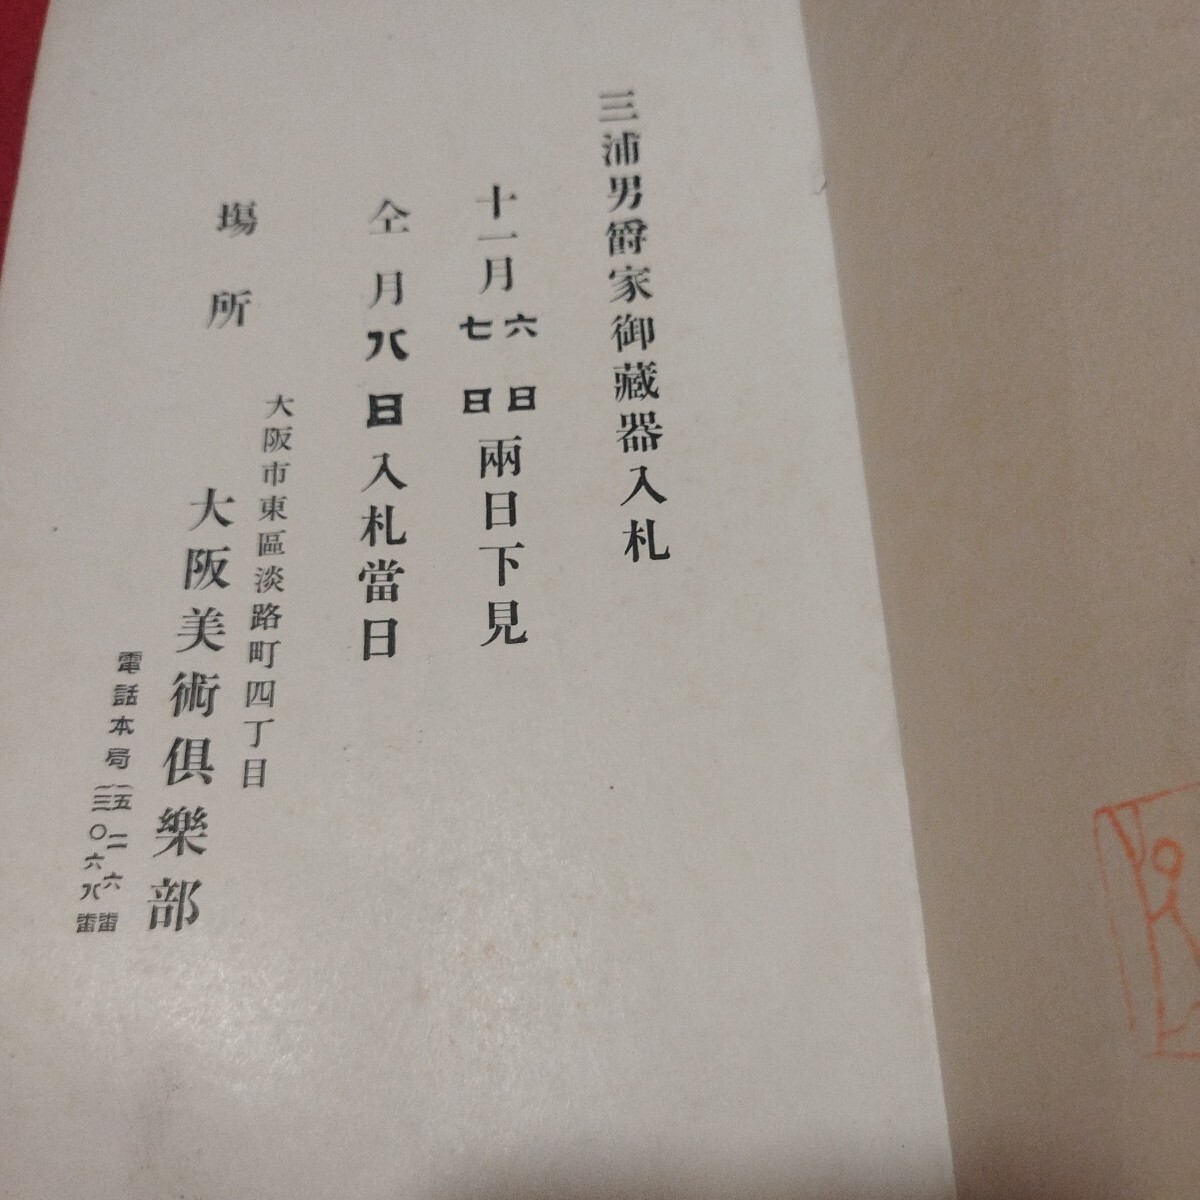 三浦男爵家御藏器入札
十一月六日七日兩日下見
仝月八日入札當日
場所
大阪市東區淡路町四丁目
大阪美術俱樂部
電話本局
二五二六番
三〇六八番